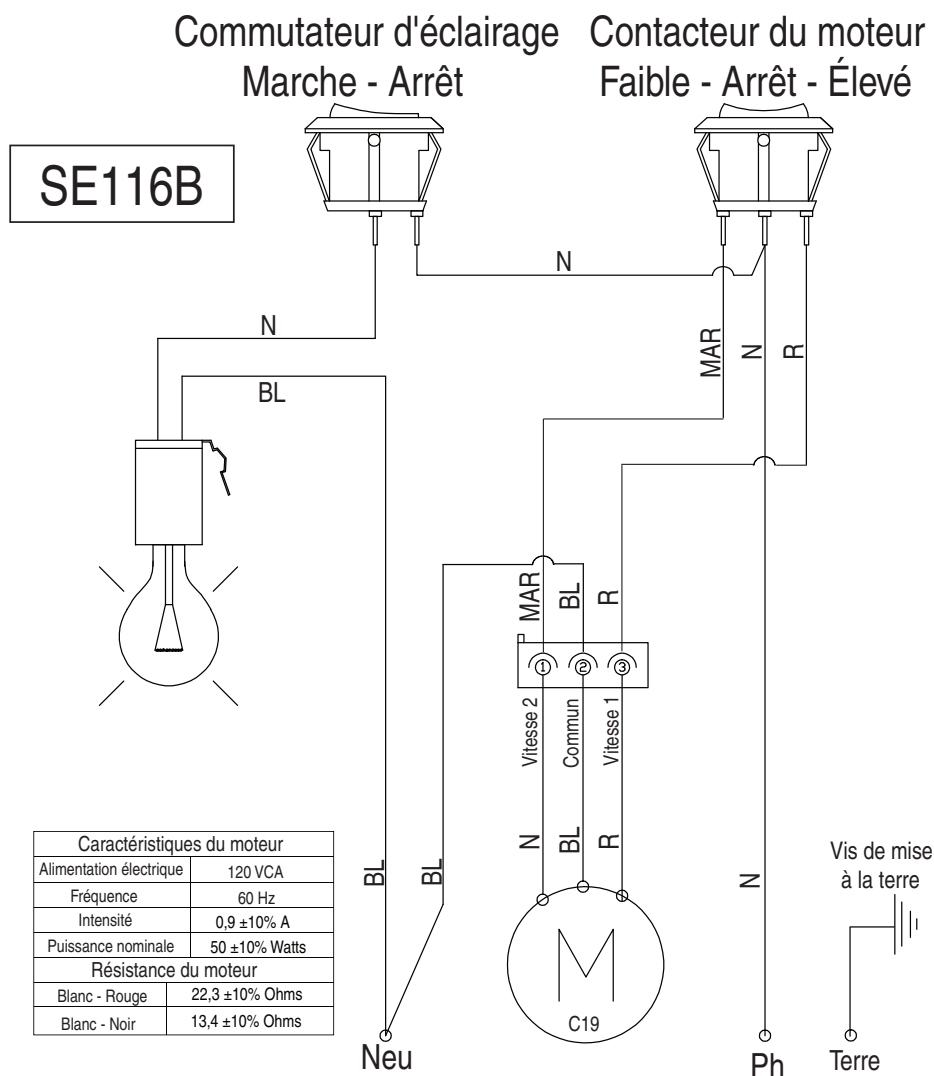 Commutateur d'éclairage
Marche - Arrêt
Contacteur du moteur
Faible - Arrêt - Élevé
SE116B
N
N
BL
MAR
N
R
MAR
BL
R
1
2
3
Vitesse 2
Commun
Vitesse 1
N
BL
R
BL
BL
N
M
C19
Caractéristiques du moteur
Alimentation électrique 120 VCA
Fréquence 60 Hz
Intensité 0,9 ±10% A
Puissance nominale 50 ±10% Watts
Résistance du moteur
Blanc - Rouge 22,3 ±10% Ohms
Blanc - Noir 13,4 ±10% Ohms
Vis de mise
à la terre
Neu
Ph
Terre